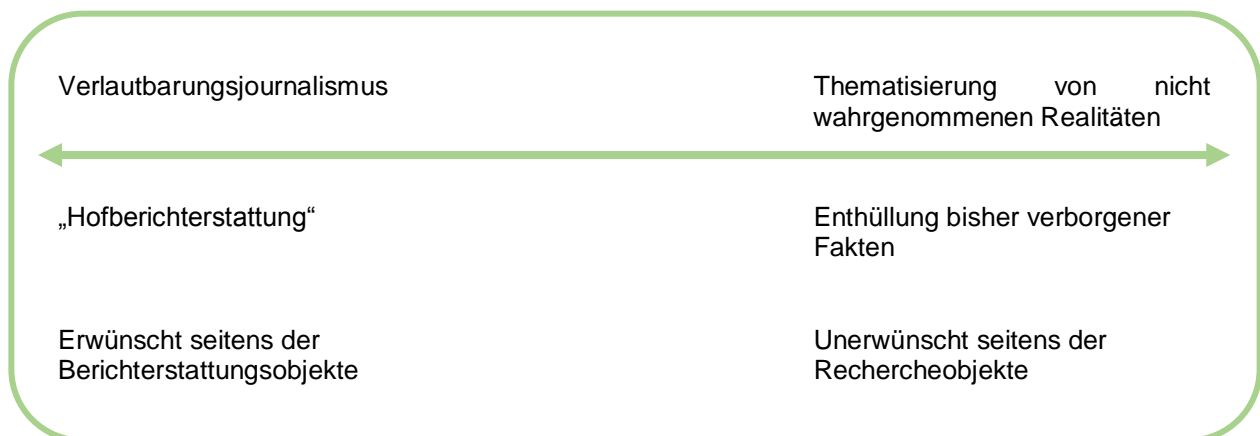 Verlautbarungsjournalismus
Thematisierung von nicht
wahrgenommenen Realitäten
„Hofberichterstattung“
Enthüllung bisher verborgener
Fakten
Erwünscht seitens der
Berichterstattungsobjekte
Unerwünscht seitens der
Rechercheobjekte